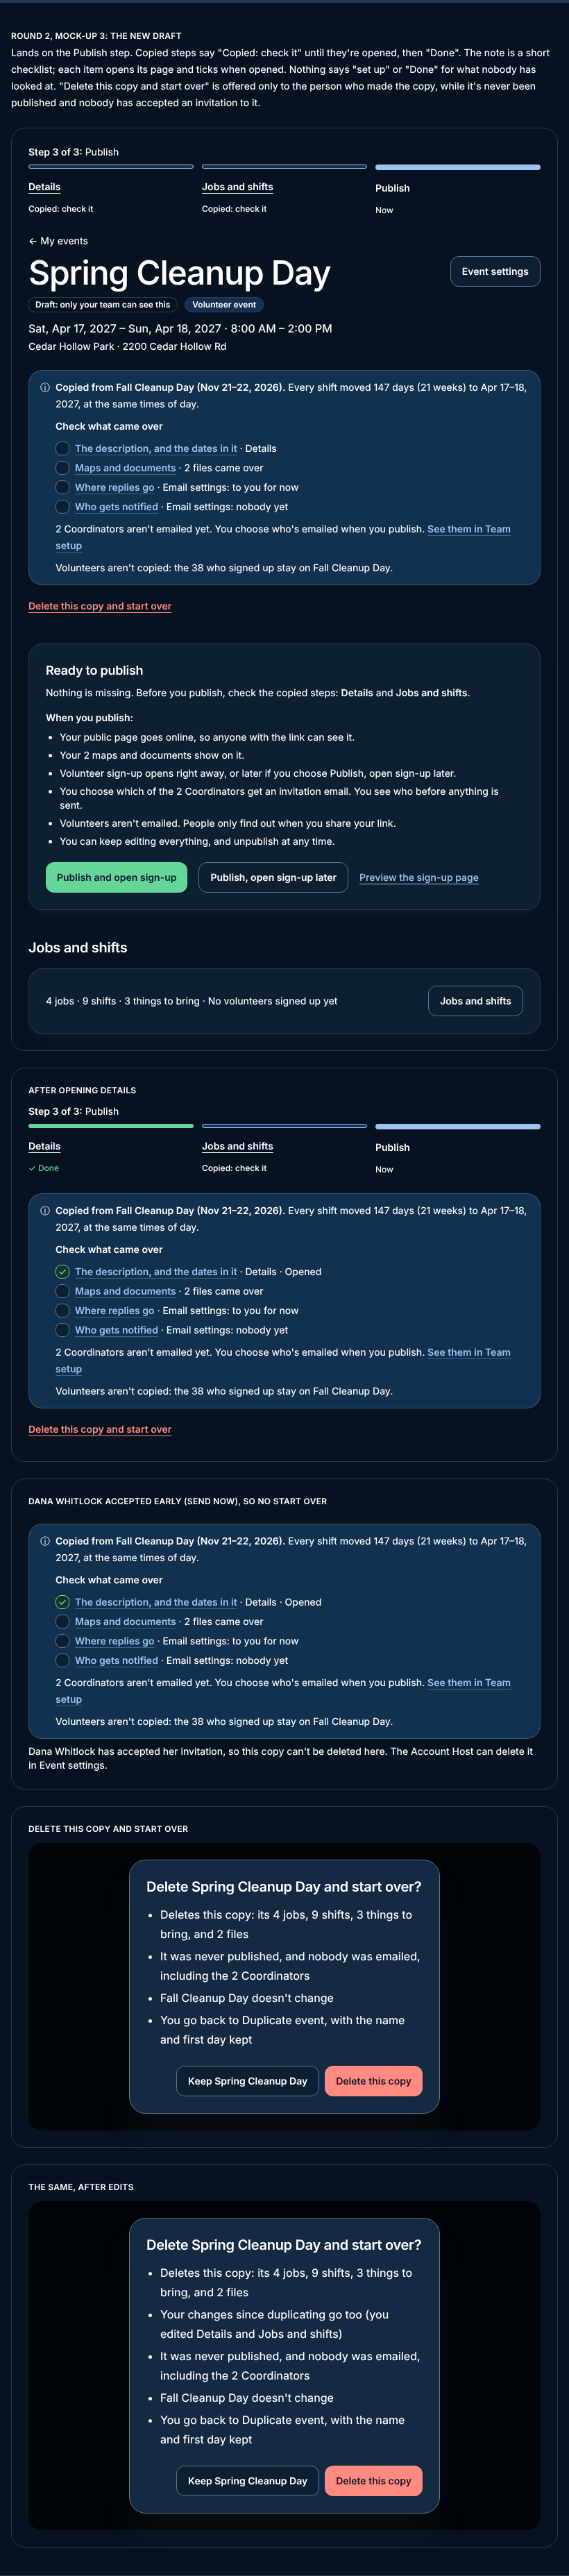 ROUND 2, MOCK-UP 3: THE NEW DRAFT
Lands on the Publish step. Copied steps say "Copied: check it" until they're opened, then "Done". The note is a short
checklist; each item opens its page and ticks when opened. Nothing says "set up" or "Done" for what nobody has
looked at. "Delete this copy and start over" is offered only to the person who made the copy, while it's never been
published and nobody has accepted an invitation to it.
Step 3 of 3: Publish
Details
Jobs and shifts
Publish
Copied: check it
Copied: check it
Now
← My events
Spring Cleanup Day
Event settings
Draft: only your team can see this
Volunteer event
Sat, Apr 17, 2027 – Sun, Apr 18, 2027 · 8:00 AM – 2:00 PM
Cedar Hollow Park · 2200 Cedar Hollow Rd
Copied from Fall Cleanup Day (Nov 21–22, 2026). Every shift moved 147 days (21 weeks) to Apr 17–18,
2027, at the same times of day.
Check what came over
The description, and the dates in it · Details
Maps and documents · 2 files came over
Where replies go · Email settings: to you for now
Who gets notified · Email settings: nobody yet
2 Coordinators aren't emailed yet. You choose who's emailed when you publish. See them in Team
setup
Volunteers aren't copied: the 38 who signed up stay on Fall Cleanup Day.
Delete this copy and start over
Ready to publish
Nothing is missing. Before you publish, check the copied steps: Details and Jobs and shifts.
When you publish:
• Your public page goes online, so anyone with the link can see it.
• Your 2 maps and documents show on it.
• Volunteer sign-up opens right away, or later if you choose Publish, open sign-up later.
• You choose which of the 2 Coordinators get an invitation email. You see who before anything is
sent.
• Volunteers aren't emailed. People only find out when you share your link.
• You can keep editing everything, and unpublish at any time.
Publish and open sign-up
Publish, open sign-up later
Preview the sign-up page
Jobs and shifts
4 jobs · 9 shifts · 3 things to bring · No volunteers signed up yet
Jobs and shifts
AFTER OPENING DETAILS
Step 3 of 3: Publish
Details
Jobs and shifts
Publish
✓ Done
Copied: check it
Now
Copied from Fall Cleanup Day (Nov 21–22, 2026). Every shift moved 147 days (21 weeks) to Apr 17–18,
2027, at the same times of day.
Check what came over
The description, and the dates in it · Details · Opened
Maps and documents · 2 files came over
Where replies go · Email settings: to you for now
Who gets notified · Email settings: nobody yet
2 Coordinators aren't emailed yet. You choose who's emailed when you publish. See them in Team
setup
Volunteers aren't copied: the 38 who signed up stay on Fall Cleanup Day.
Delete this copy and start over
DANA WHITLOCK ACCEPTED EARLY (SEND NOW), SO NO START OVER
Copied from Fall Cleanup Day (Nov 21–22, 2026). Every shift moved 147 days (21 weeks) to Apr 17–18,
2027, at the same times of day.
Check what came over
The description, and the dates in it · Details · Opened
Maps and documents · 2 files came over
Where replies go · Email settings: to you for now
Who gets notified · Email settings: nobody yet
2 Coordinators aren't emailed yet. You choose who's emailed when you publish. See them in Team
setup
Volunteers aren't copied: the 38 who signed up stay on Fall Cleanup Day.
Dana Whitlock has accepted her invitation, so this copy can't be deleted here. The Account Host can delete it
in Event settings.
DELETE THIS COPY AND START OVER
Delete Spring Cleanup Day and start over?
• Deletes this copy: its 4 jobs, 9 shifts, 3 things to
bring, and 2 files
• It was never published, and nobody was emailed,
including the 2 Coordinators
• Fall Cleanup Day doesn't change
• You go back to Duplicate event, with the name
and first day kept
Keep Spring Cleanup Day
Delete this copy
THE SAME, AFTER EDITS
Delete Spring Cleanup Day and start over?
• Deletes this copy: its 4 jobs, 9 shifts, 3 things to
bring, and 2 files
• Your changes since duplicating go too (you
edited Details and Jobs and shifts)
• It was never published, and nobody was emailed,
including the 2 Coordinators
• Fall Cleanup Day doesn't change
• You go back to Duplicate event, with the name
and first day kept
Keep Spring Cleanup Day
Delete this copy